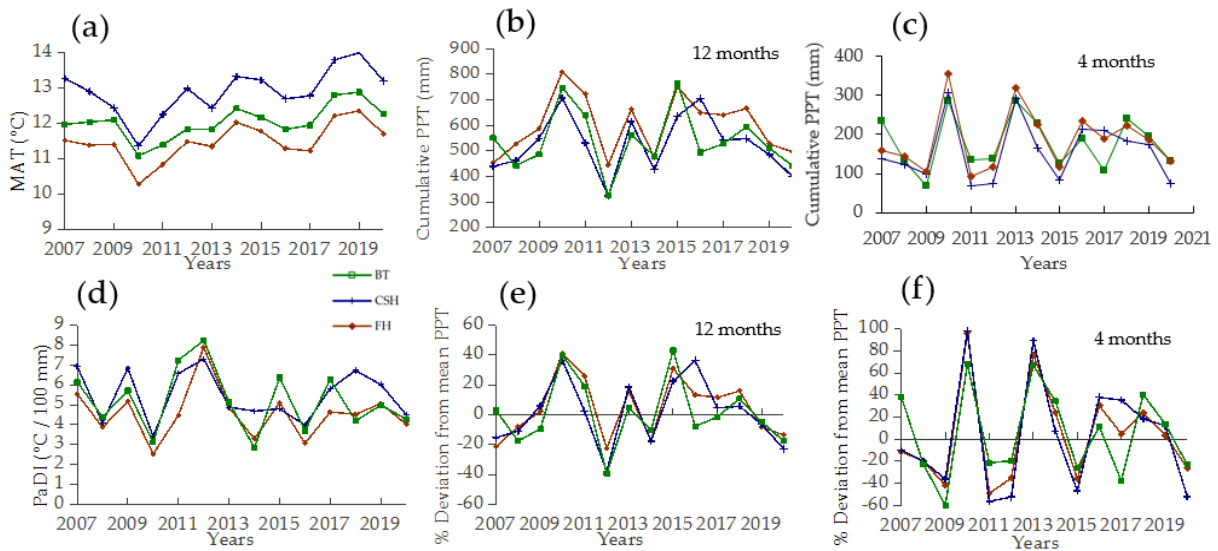 (a)
MAT (°C)
14
13
12
11
10
9
2007 2009 2011 2013 2015 2017 2019
Years
(b)
12 months
Cumulative PPT (mm)
900
800
700
600
500
400
300
200
2007 2009 2011 2013 2015 2017 2019
Years
(c)
4 months
Cumulative PPT (mm)
400
300
200
100
0
2007 2009 2011 2013 2015 2017 2019 2021
Years
BT
CSH
FH
(d)
PaDI (°C / 100 mm)
9
8
7
6
5
4
3
2
1
0
2007 2009 2011 2013 2015 2017 2019
Years
(e)
12 months
% Deviation from mean PPT
60
40
20
0
-20
-40
-60
2007 2009 2011 2013 2015 2017 2019
Years
(f)
4 months
% Deviation from mean PPT
100
80
60
40
20
0
-20
-40
-60
2007 2009 2011 2013 2015 2017 2019
Years